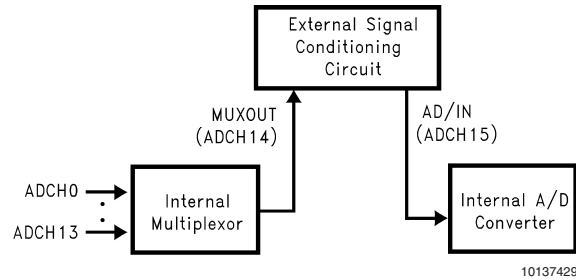 External Signal
Conditioning
Circuit
MUXOUT
(ADCH14)
AD/IN
(ADCH15)
ADCH0
ADCH13
Internal
Multiplexor
Internal A/D
Converter
10137429